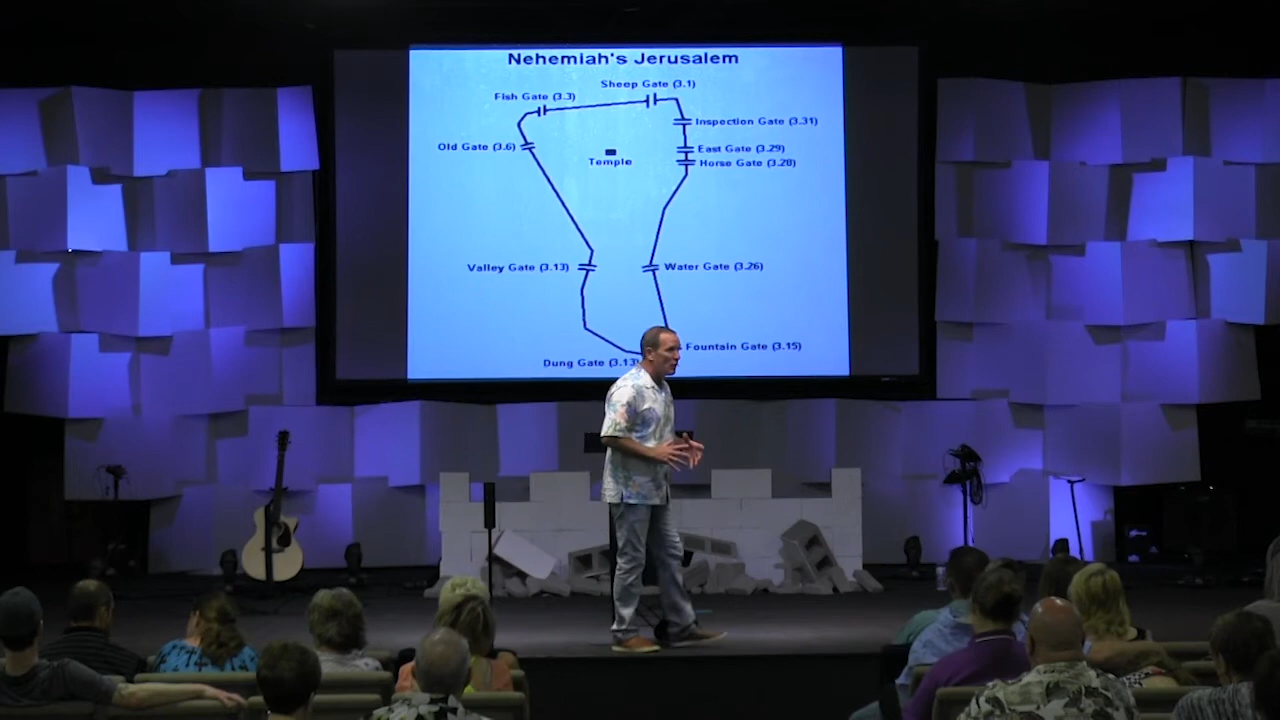 Nehemiah's Jerusalem
Sheep Gate (3.1)
Fish Gate (3.3)
Inspection Gate (3.31)
Old Gate (3.6)
East Gate (3.29)
Temple
Horse Gate (3.28)
Valley Gate (3.13)
Water Gate (3.26)
Fountain Gate (3.15)
Dung Gate (3.13)